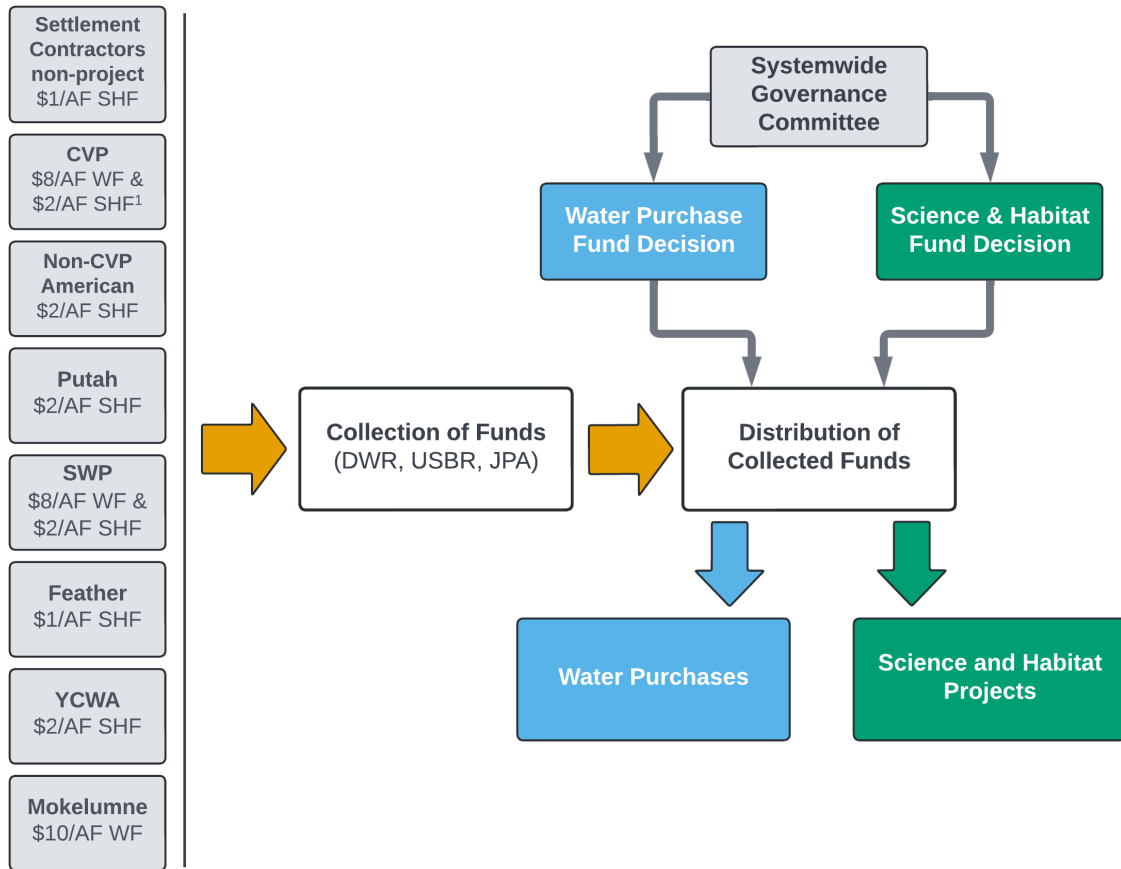 Settlement
Contractors
non-project
$1/AF SHF
CVP
$8/AF WF &
$2/AF SHF¹
Non-CVP
American
$2/AF SHF
Putah
$2/AF SHF
SWP
$8/AF WF &
$2/AF SHF
Feather
$1/AF SHF
YCWA
$2/AF SHF
Mokelumne
$10/AF WF
Systemwide
Governance
Committee
Water Purchase
Fund Decision
Science & Habitat
Fund Decision
Collection of Funds
(DWR, USBR, JPA)
Distribution of
Collected Funds
Water Purchases
Science and Habitat
Projects